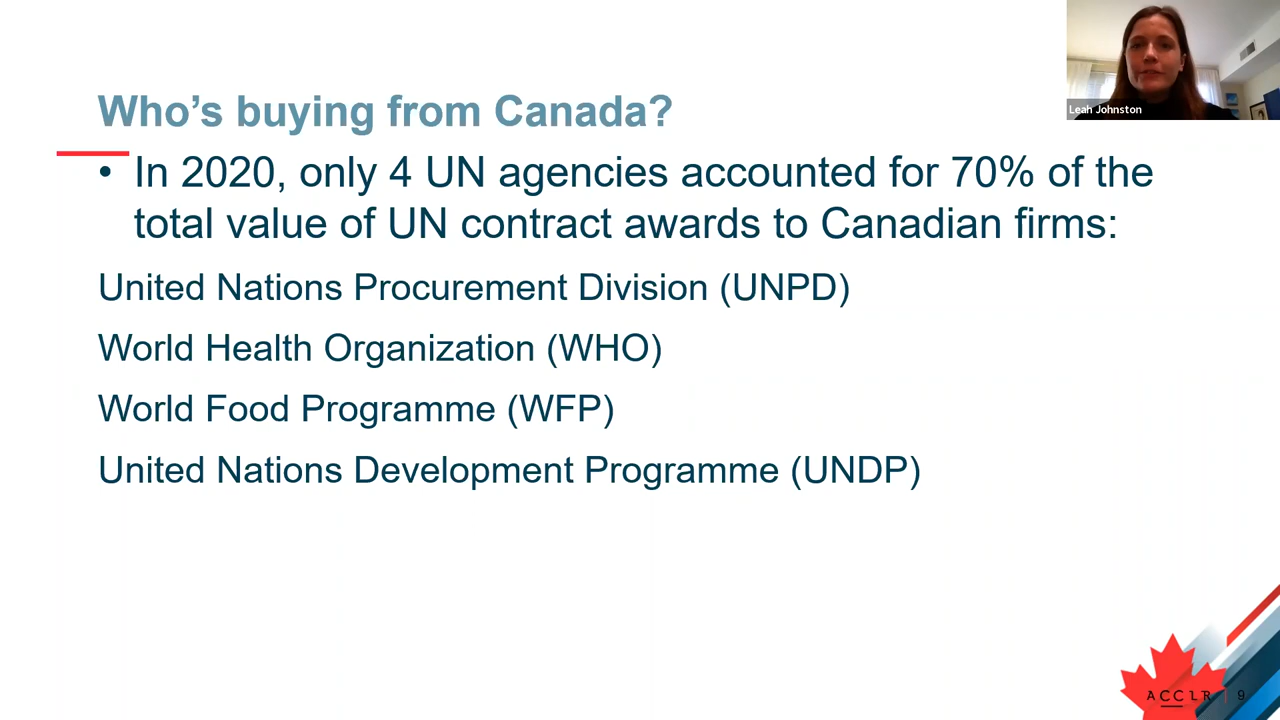 Leah Johnston
Who's buying from Canada?
• In 2020, only 4 UN agencies accounted for 70% of the
total value of UN contract awards to Canadian firms:
United Nations Procurement Division (UNPD)
World Health Organization (WHO)
World Food Programme (WFP)
United Nations Development Programme (UNDP)
9